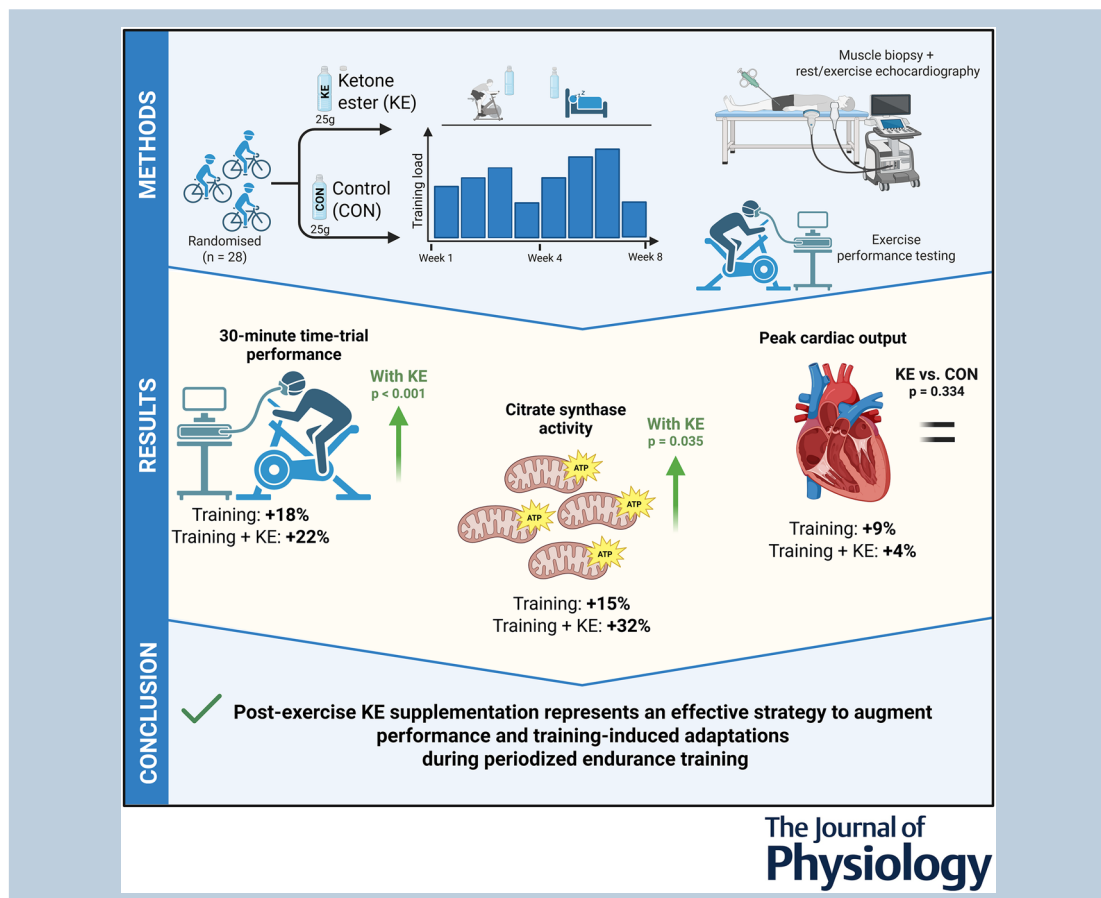 METHODS
KE
Ketone
ester (KE)
25g
CON
Control
(CON)
25g
Randomised
(n = 28)
z
Training load
Week 1
Week 4
Week 8
Muscle biopsy +
rest/exercise echocardiography
Exercise
performance testing
RESULTS
30-minute time-trial
performance
With KE
p < 0.001
Training: +18%
Training + KE: +22%
Citrate synthase
activity
With KE
p = 0.035
ATP
ATP
ATP
ATP
Training: +15%
Training + KE: +32%
Peak cardiac output
KE vs. CON
p = 0.334
=
Training: +9%
Training + KE: +4%
CONCLUSION
Post-exercise KE supplementation represents an effective strategy to augment
performance and training-induced adaptations
during periodized endurance training
The Journal of
Physiology